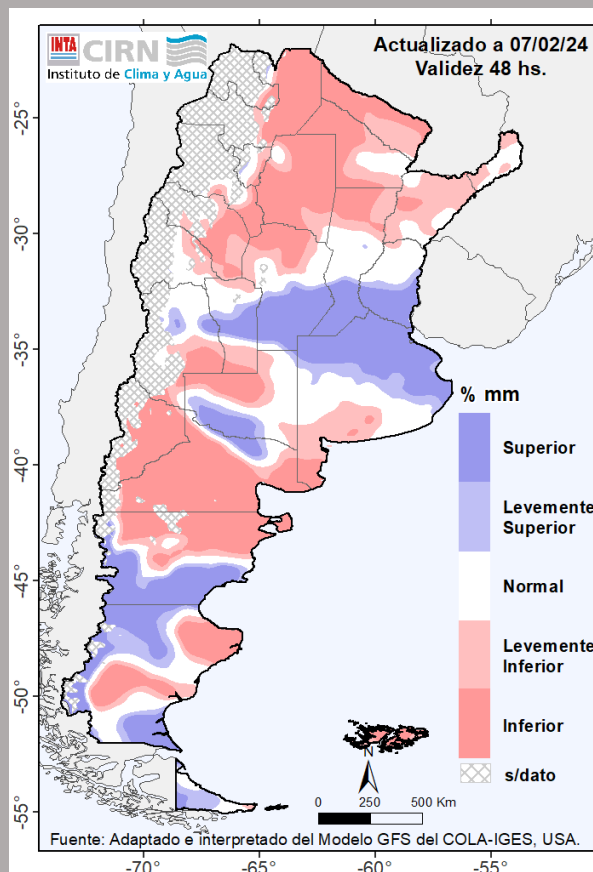 INTA CIRN
Instituto de Clima y Agua
Actualizado a 07/02/24
Validez 48 hs.
-25°
-30°
-35°
-40°
-45°
-50°
-55°
% mm
Superior
Levemente
Superior
Normal
Levemente
Inferior
Inferior
s/dato
N
0 250 500 Km
Fuente: Adaptado e interpretado del Modelo GFS del COLA-IGES, USA.
-70° -65° -60° -55°